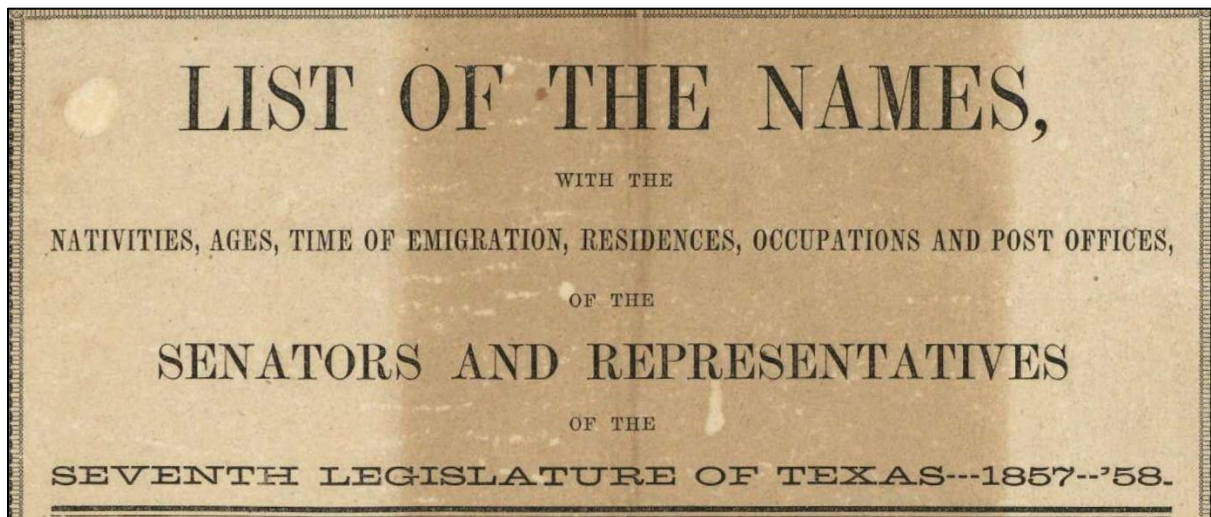 LIST OF THE NAMES,
WITH THE
NATIVITIES, AGES, TIME OF EMIGRATION, RESIDENCES, OCCUPATIONS AND POST OFFICES,
OF THE
SENATORS AND REPRESENTATIVES
OF THE
SEVENTH LEGISLATURE OF TEXAS---1857--'58.